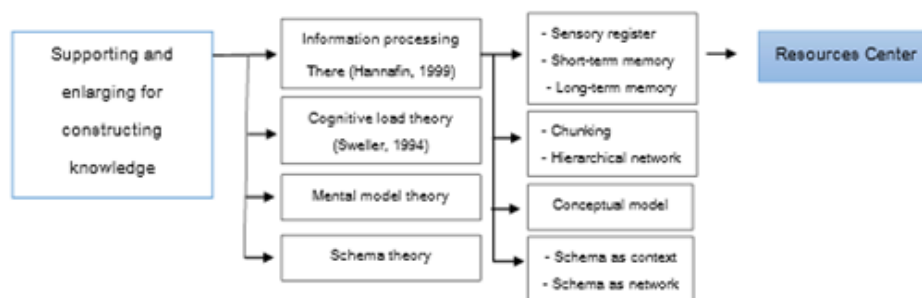 Supporting and
enlarging for
constructing
knowledge
Information processing
There (Hannafin, 1999)
Cognitive load theory
(Sweller, 1994)
Mental model theory
Schema theory
- Sensory register
- Short-term memory
- Long-term memory
- Chunking
- Hierarchical network
Conceptual model
- Schema as context
- Schema as network
Resources Center